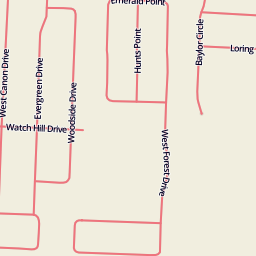 Emerald Point
Hunts Point
Baylor Circle
Loring
West Canon Drive
Evergreen Drive
Woodside Drive
Watch Hill Drive
West Forest Drive